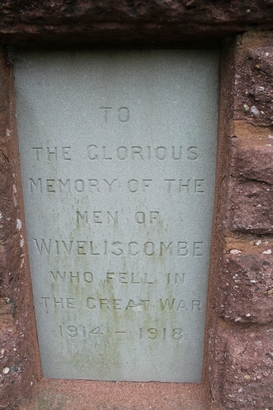 TO
THE GLORIOUS
MEMORY OF THE
MEN OF
WIVELISCOMBE
WHO FELL IN
THE GREAT WAR
1914 – 1918